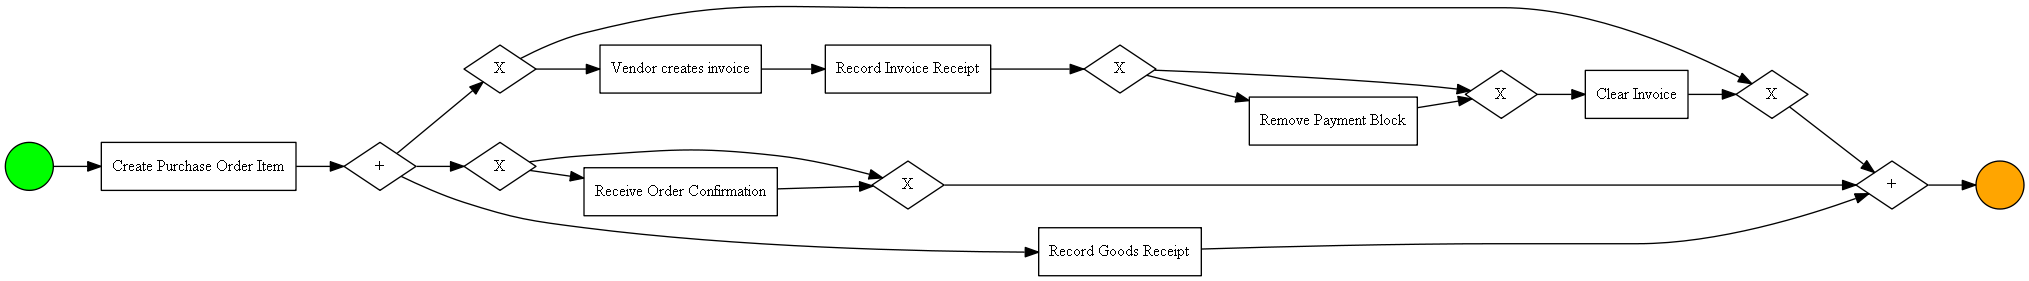 X
Vendor creates invoice
Record Invoice Receipt
X
Remove Payment Block
X
Clear Invoice
X
Create Purchase Order Item
+
X
Receive Order Confirmation
X
+
Record Goods Receipt